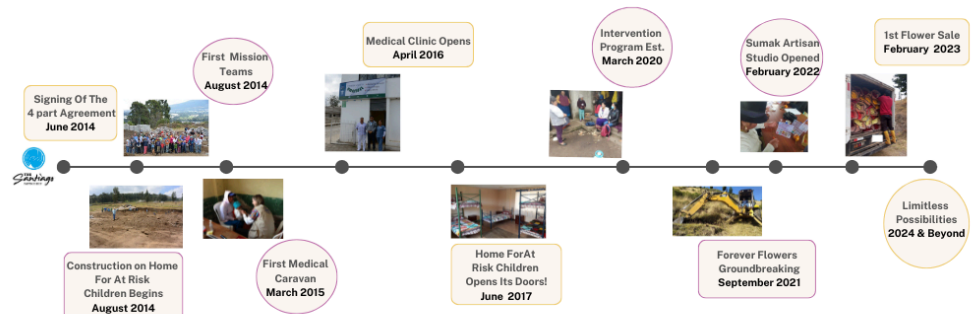 Signing Of The
4 part Agreement
June 2014
First Mission
Teams
August 2014
Construction on Home
For At Risk
Children Begins
August 2014
First Medical
Caravan
March 2015
Medical Clinic Opens
April 2016
Home ForAt
Risk Children
Opens Its Doors!
June 2017
Intervention
Program Est.
March 2020
Forever Flowers
Groundbreaking
September 2021
Sumak Artisan
Studio Opened
February 2022
1st Flower Sale
February 2023
Limitless
Possibilities
2024 & Beyond
Santiago